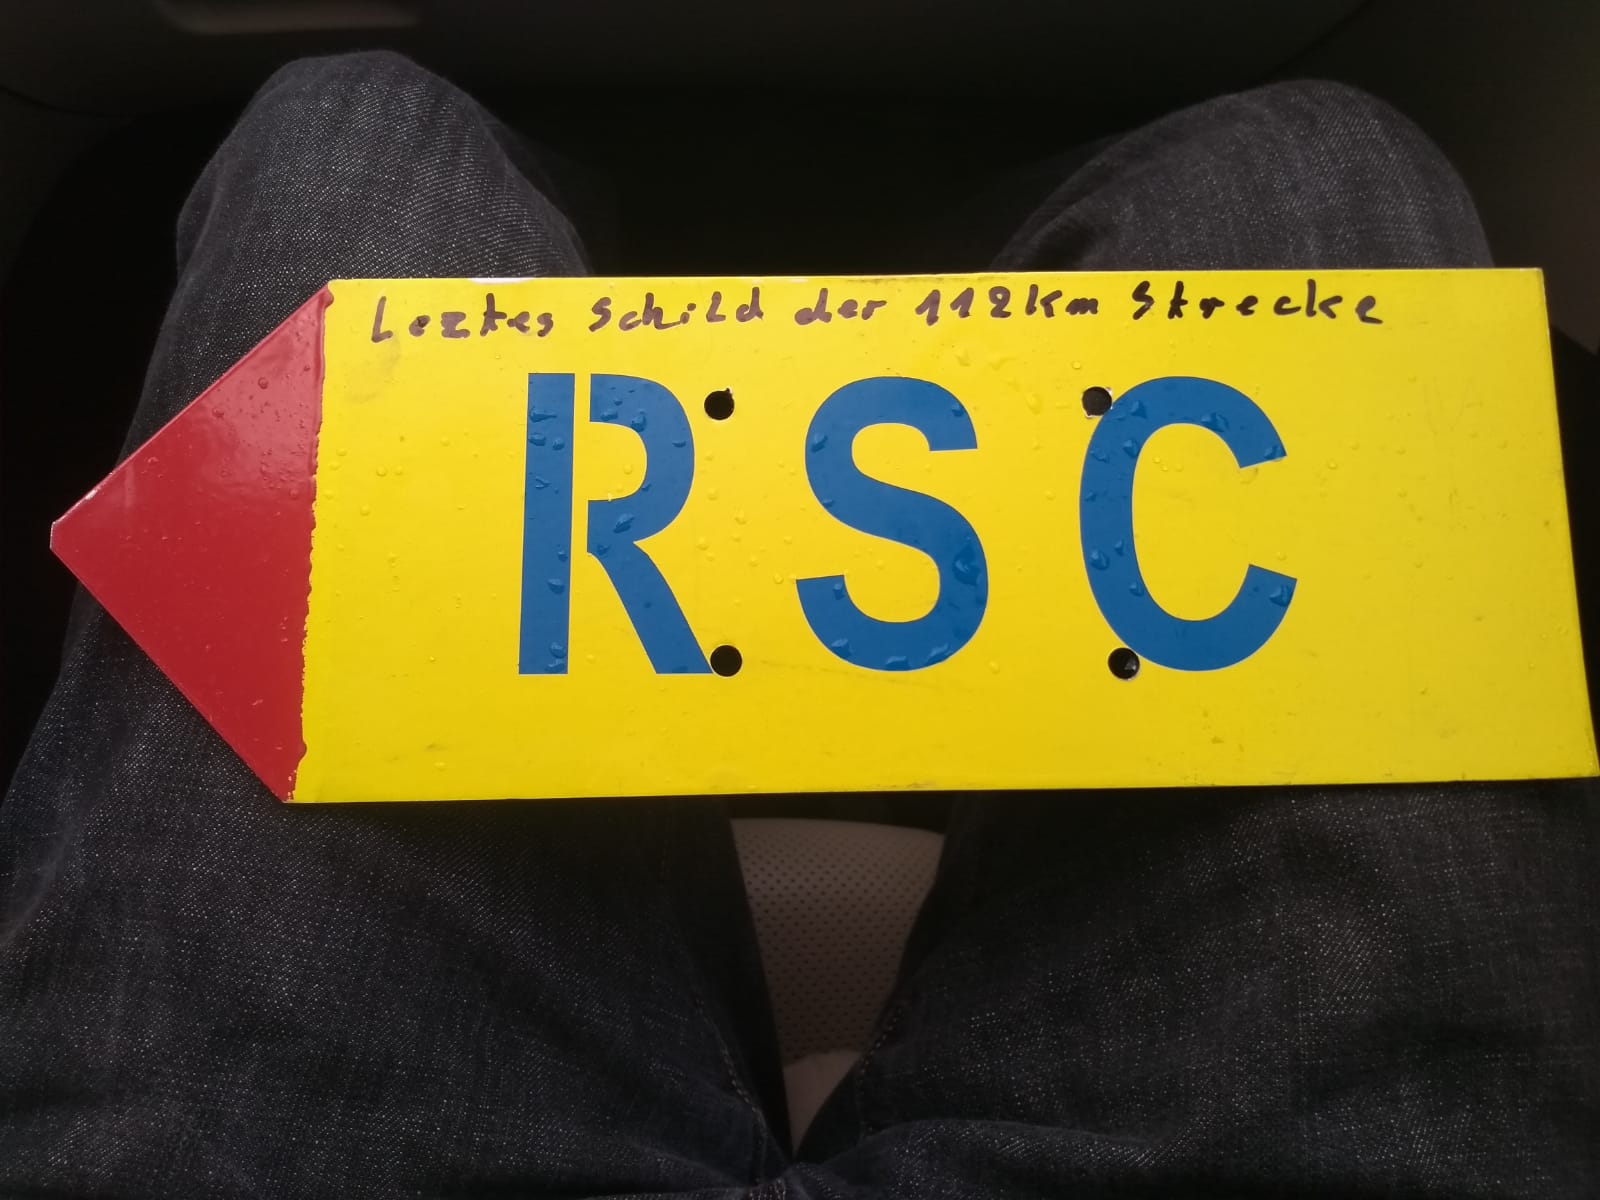 Leztes Schild der 112km Strecke
RSC